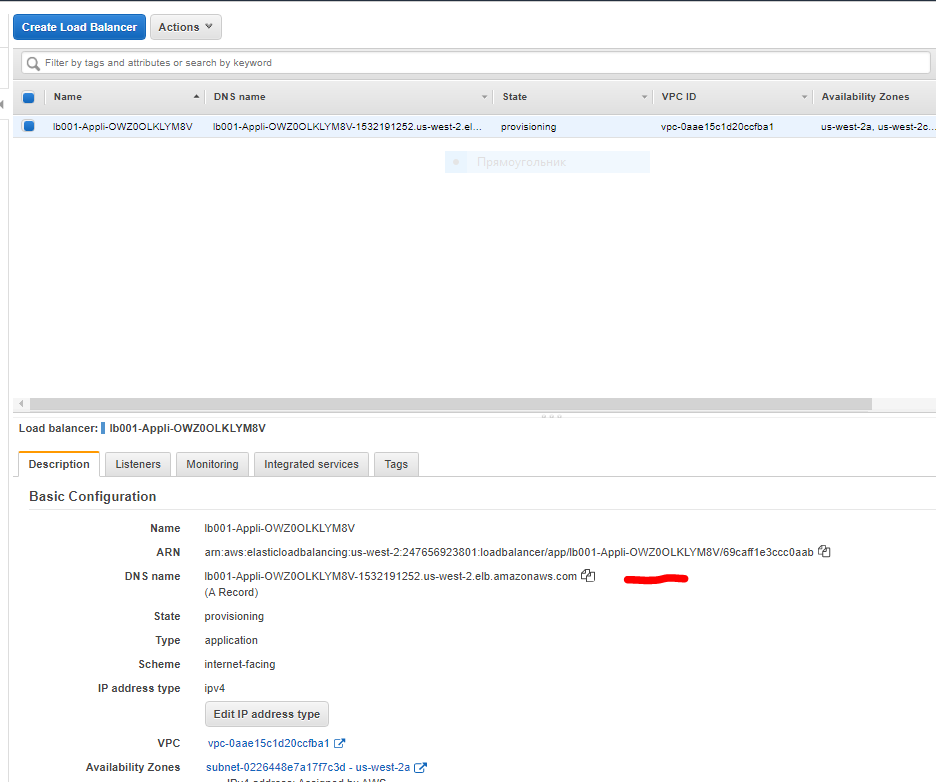 Create Load Balancer Actions
Filter by tags and attributes or search by keyword
Name DNS name State VPC ID Availability Zones
lb001-Appli-OWZ0OLKLYM8V lb001-Appli-OWZ0OLKLYM8V-1532191252.us-west-2.el... provisioning vpc-0aae15c1d20ccfba1 us-west-2a, us-west-2c...
Прямоугольник
Load balancer: lb001-Appli-OWZ0OLKLYM8V
Description Listeners Monitoring Integrated services Tags
Basic Configuration
Name lb001-Appli-OWZ0OLKLYM8V
ARN arn:aws:elasticloadbalancing:us-west-2:247656923801:loadbalancer/app/lb001-Appli-OWZ0OLKLYM8V/69caff1e3ccc0aab
DNS name lb001-Appli-OWZ0OLKLYM8V-1532191252.us-west-2.elb.amazonaws.com
(A Record)
State provisioning
Type application
Scheme internet-facing
IP address type ipv4
Edit IP address type
VPC vpc-0aae15c1d20ccfba1
Availability Zones subnet-0226448e7a17f7c3d - us-west-2a
IPv4 address: Assigned by AWS